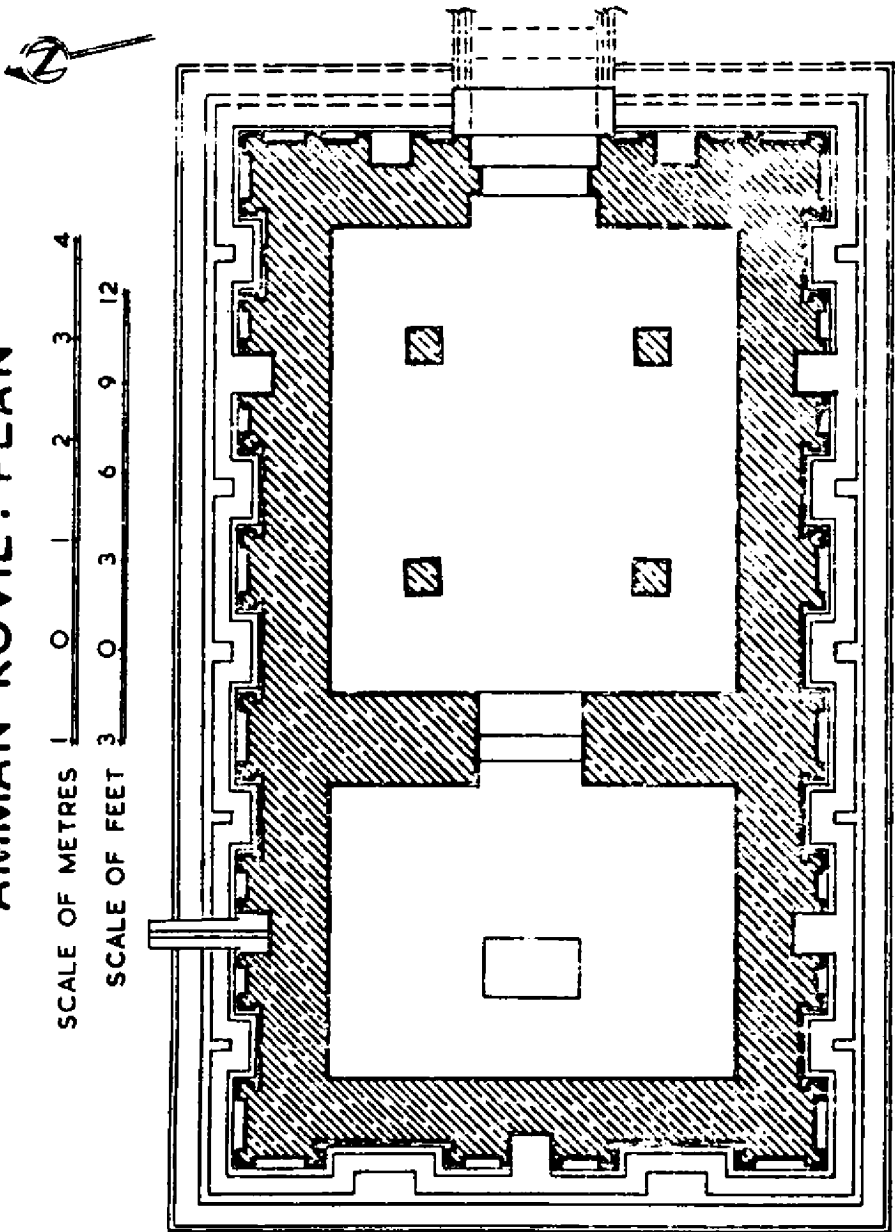 AMMAN KOVIL : PLAN
SCALE OF METRES 1 0 1 2 3 4
SCALE OF FEET 3 0 3 6 9 12
N